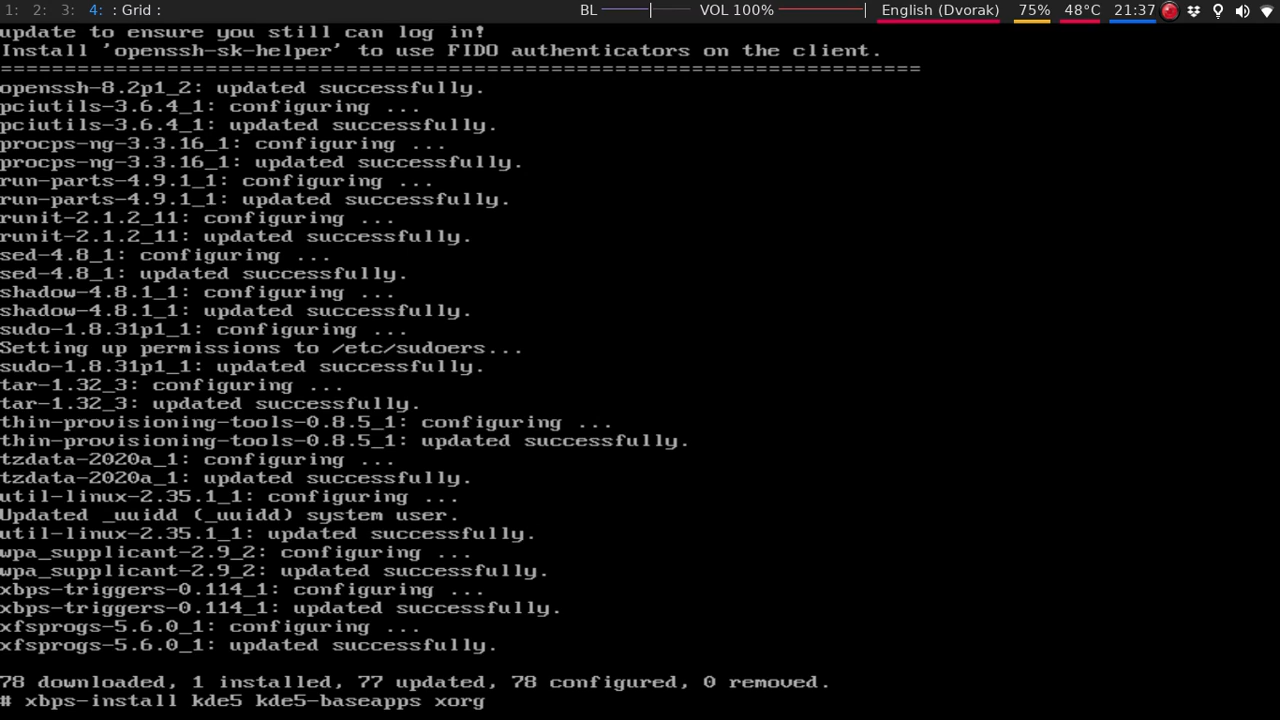 1: 2: 3: 4: : Grid : BL VOL 100% English (Dvorak) 75% 48°C 21:37
update to ensure you still can log in!
Install 'openssh-sk-helper' to use FIDO authenticators on the client.
========================================================================
openssh-8.2p1_2: updated successfully.
pciutils-3.6.4_1: configuring ...
pciutils-3.6.4_1: updated successfully.
procps-ng-3.3.16_1: configuring ...
procps-ng-3.3.16_1: updated successfully.
run-parts-4.9.1_1: configuring ...
run-parts-4.9.1_1: updated successfully.
runit-2.1.2_11: configuring ...
runit-2.1.2_11: updated successfully.
sed-4.8_1: configuring ...
sed-4.8_1: updated successfully.
shadow-4.8.1_1: configuring ...
shadow-4.8.1_1: updated successfully.
sudo-1.8.31p1_1: configuring ...
Setting up permissions to /etc/sudoers...
sudo-1.8.31p1_1: updated successfully.
tar-1.32_3: configuring ...
tar-1.32_3: updated successfully.
thin-provisioning-tools-0.8.5_1: configuring ...
thin-provisioning-tools-0.8.5_1: updated successfully.
tzdata-2020a_1: configuring ...
tzdata-2020a_1: updated successfully.
util-linux-2.35.1_1: configuring ...
Updated _uuidd (_uuidd) system user.
util-linux-2.35.1_1: updated successfully.
wpa_supplicant-2.9_2: configuring ...
wpa_supplicant-2.9_2: updated successfully.
xbps-triggers-0.114_1: configuring ...
xbps-triggers-0.114_1: updated successfully.
xfsprogs-5.6.0_1: configuring ...
xfsprogs-5.6.0_1: updated successfully.
78 downloaded, 1 installed, 77 updated, 78 configured, 0 removed.
# xbps-install kde5 kde5-baseapps xorg